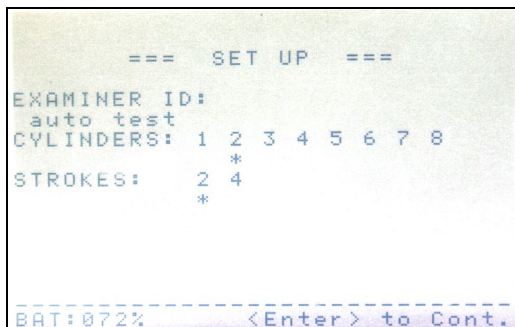 === SET UP ===
EXAMINER ID:
auto test
CYLINDERS: 1 2 3 4 5 6 7 8
*
STROKES: 2 4
*
BAT:072% <Enter> to Cont.